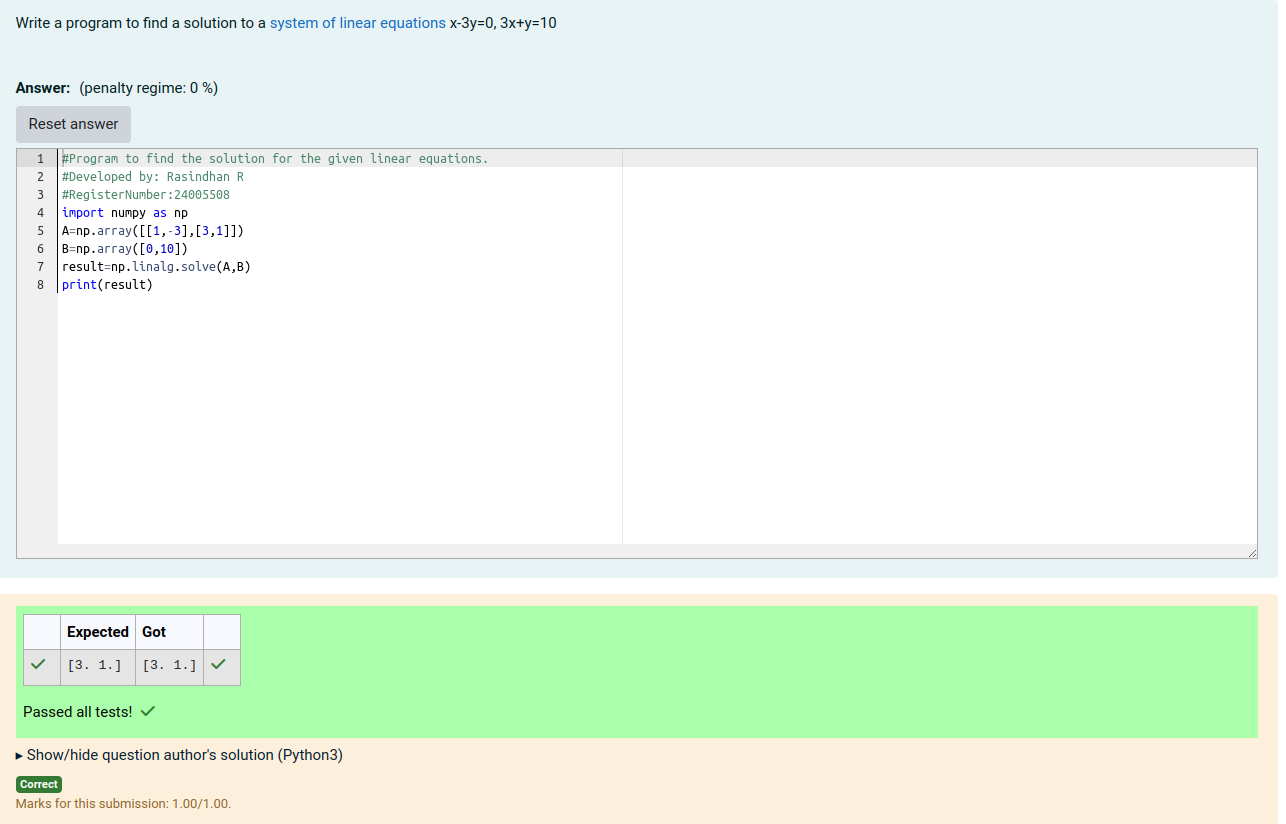 Write a program to find a solution to a system of linear equations x-3y=0, 3x+y=10
Answer: (penalty regime: 0 %)
Reset answer
1 #Program to find the solution for the given linear equations.
2 #Developed by: Rasindhan R
3 #RegisterNumber:24005508
4 import numpy as np
5 A=np.array([[1,-3],[3,1]])
6 B=np.array([0,10])
7 result=np.linalg.solve(A,B)
8 print(result)
Expected Got
[3. 1.] [3. 1.]
Passed all tests!
Show/hide question author's solution (Python3)
Correct
Marks for this submission: 1.00/1.00.